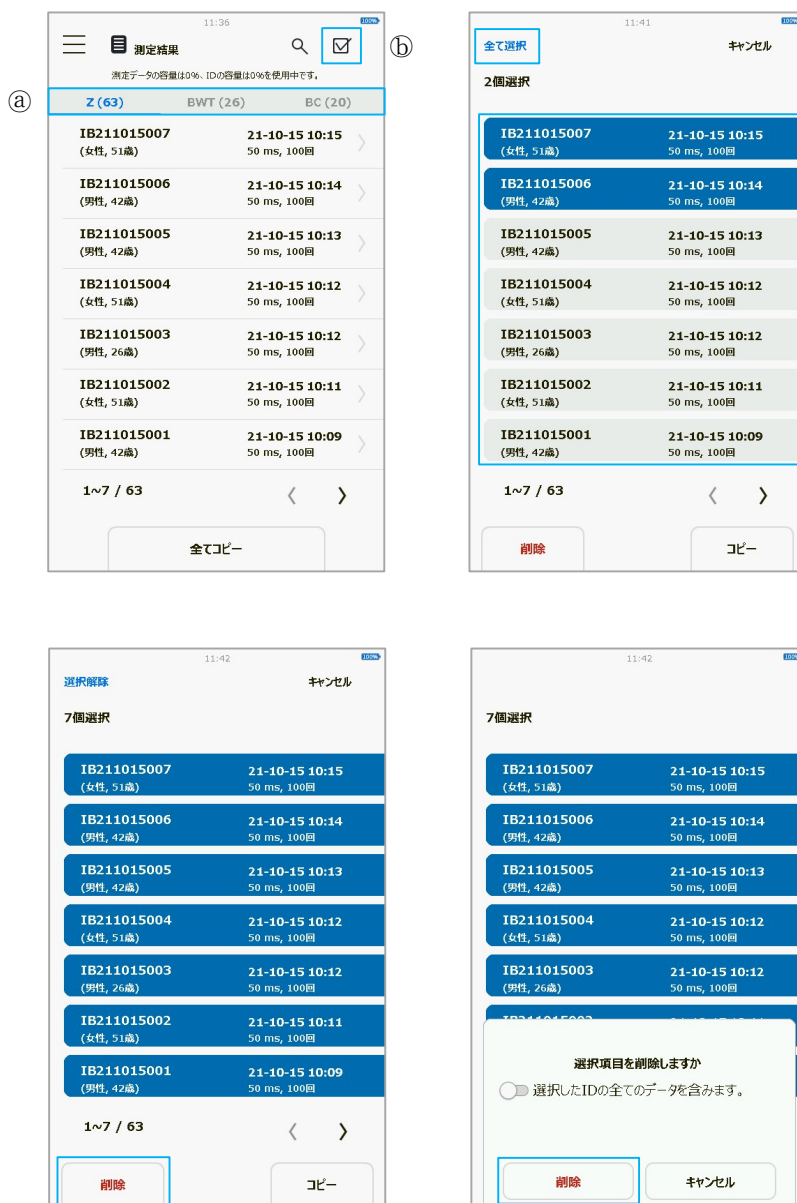 11:36 100%
測定結果
ⓑ
測定データの容量は0%、IDの容量は0%を使用中です。
ⓐ
Z (63) BWT (26) BC (20)
IB211015007 21-10-15 10:15
(女性, 51歳) 50 ms, 100回
IB211015006 21-10-15 10:14
(男性, 42歳) 50 ms, 100回
IB211015005 21-10-15 10:13
(男性, 42歳) 50 ms, 100回
IB211015004 21-10-15 10:12
(女性, 51歳) 50 ms, 100回
IB211015003 21-10-15 10:12
(男性, 26歳) 50 ms, 100回
IB211015002 21-10-15 10:11
(女性, 51歳) 50 ms, 100回
IB211015001 21-10-15 10:09
(男性, 42歳) 50 ms, 100回
1~7 / 63
全てコピー
11:41
全て選択 キャンセル
2個選択
IB211015007 21-10-15 10:15
(女性, 51歳) 50 ms, 100回
IB211015006 21-10-15 10:14
(男性, 42歳) 50 ms, 100回
IB211015005 21-10-15 10:13
(男性, 42歳) 50 ms, 100回
IB211015004 21-10-15 10:12
(女性, 51歳) 50 ms, 100回
IB211015003 21-10-15 10:12
(男性, 26歳) 50 ms, 100回
IB211015002 21-10-15 10:11
(女性, 51歳) 50 ms, 100回
IB211015001 21-10-15 10:09
(男性, 42歳) 50 ms, 100回
1~7 / 63
削除 コピー
11:42 100%
選択解除 キャンセル
7個選択
IB211015007 21-10-15 10:15
(女性, 51歳) 50 ms, 100回
IB211015006 21-10-15 10:14
(男性, 42歳) 50 ms, 100回
IB211015005 21-10-15 10:13
(男性, 42歳) 50 ms, 100回
IB211015004 21-10-15 10:12
(女性, 51歳) 50 ms, 100回
IB211015003 21-10-15 10:12
(男性, 26歳) 50 ms, 100回
IB211015002 21-10-15 10:11
(女性, 51歳) 50 ms, 100回
IB211015001 21-10-15 10:09
(男性, 42歳) 50 ms, 100回
1~7 / 63
削除 コピー
11:42
7個選択
IB211015007 21-10-15 10:15
(女性, 51歳) 50 ms, 100回
IB211015006 21-10-15 10:14
(男性, 42歳) 50 ms, 100回
IB211015005 21-10-15 10:13
(男性, 42歳) 50 ms, 100回
IB211015004 21-10-15 10:12
(女性, 51歳) 50 ms, 100回
IB211015003 21-10-15 10:12
(男性, 26歳) 50 ms, 100回
選択項目を削除しますか
選択したIDの全てのデータを含みます。
削除 キャンセル